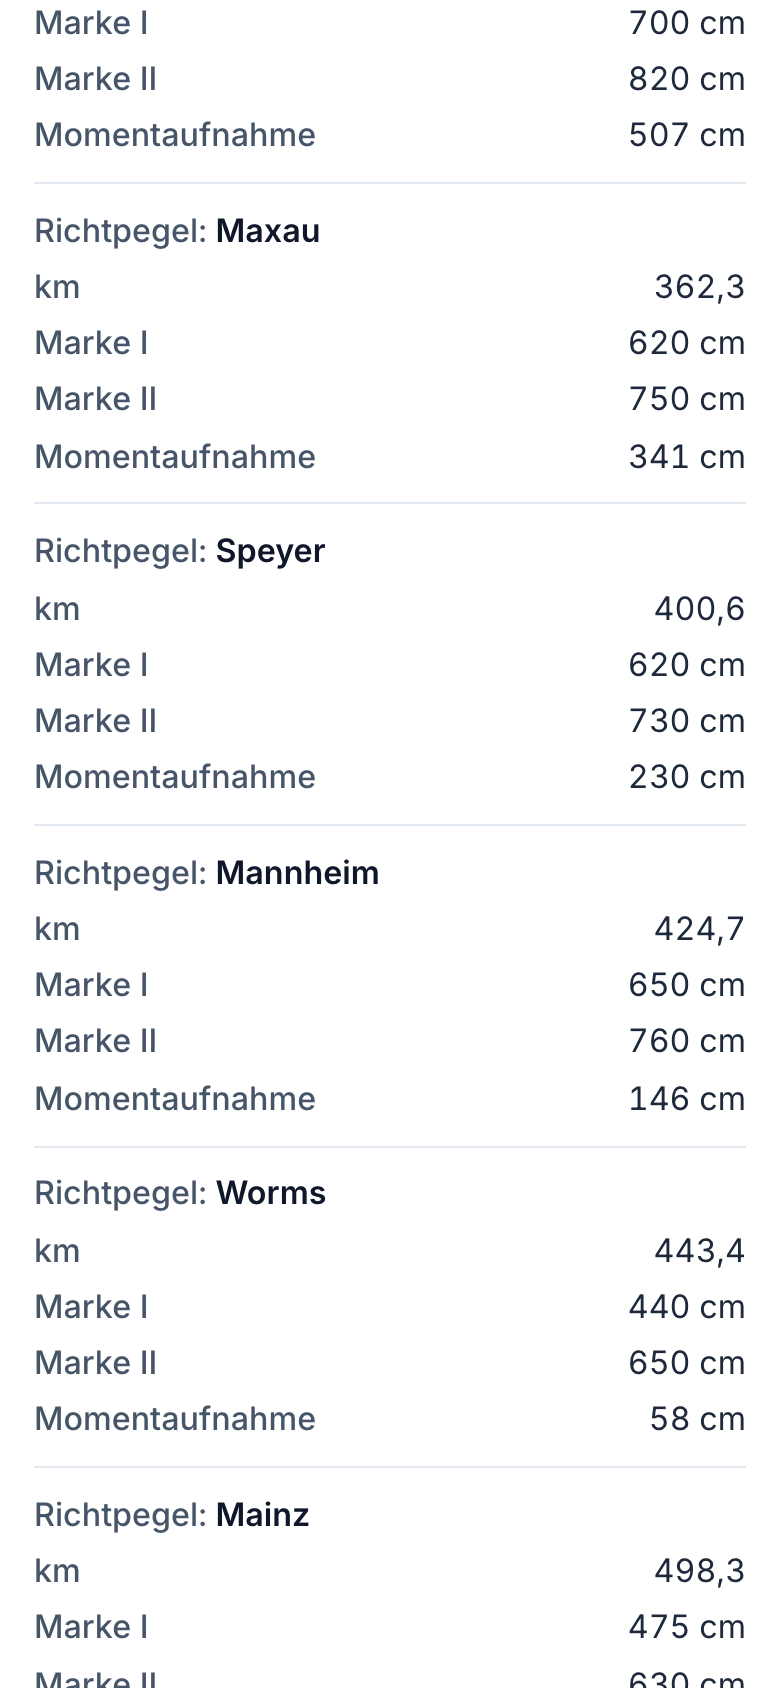 Marke I 700 cm
Marke II 820 cm
Momentaufnahme 507 cm
Richtpegel: Maxau
km 362,3
Marke I 620 cm
Marke II 750 cm
Momentaufnahme 341 cm
Richtpegel: Speyer
km 400,6
Marke I 620 cm
Marke II 730 cm
Momentaufnahme 230 cm
Richtpegel: Mannheim
km 424,7
Marke I 650 cm
Marke II 760 cm
Momentaufnahme 146 cm
Richtpegel: Worms
km 443,4
Marke I 440 cm
Marke II 650 cm
Momentaufnahme 58 cm
Richtpegel: Mainz
km 498,3
Marke I 475 cm
Marke II 630 cm